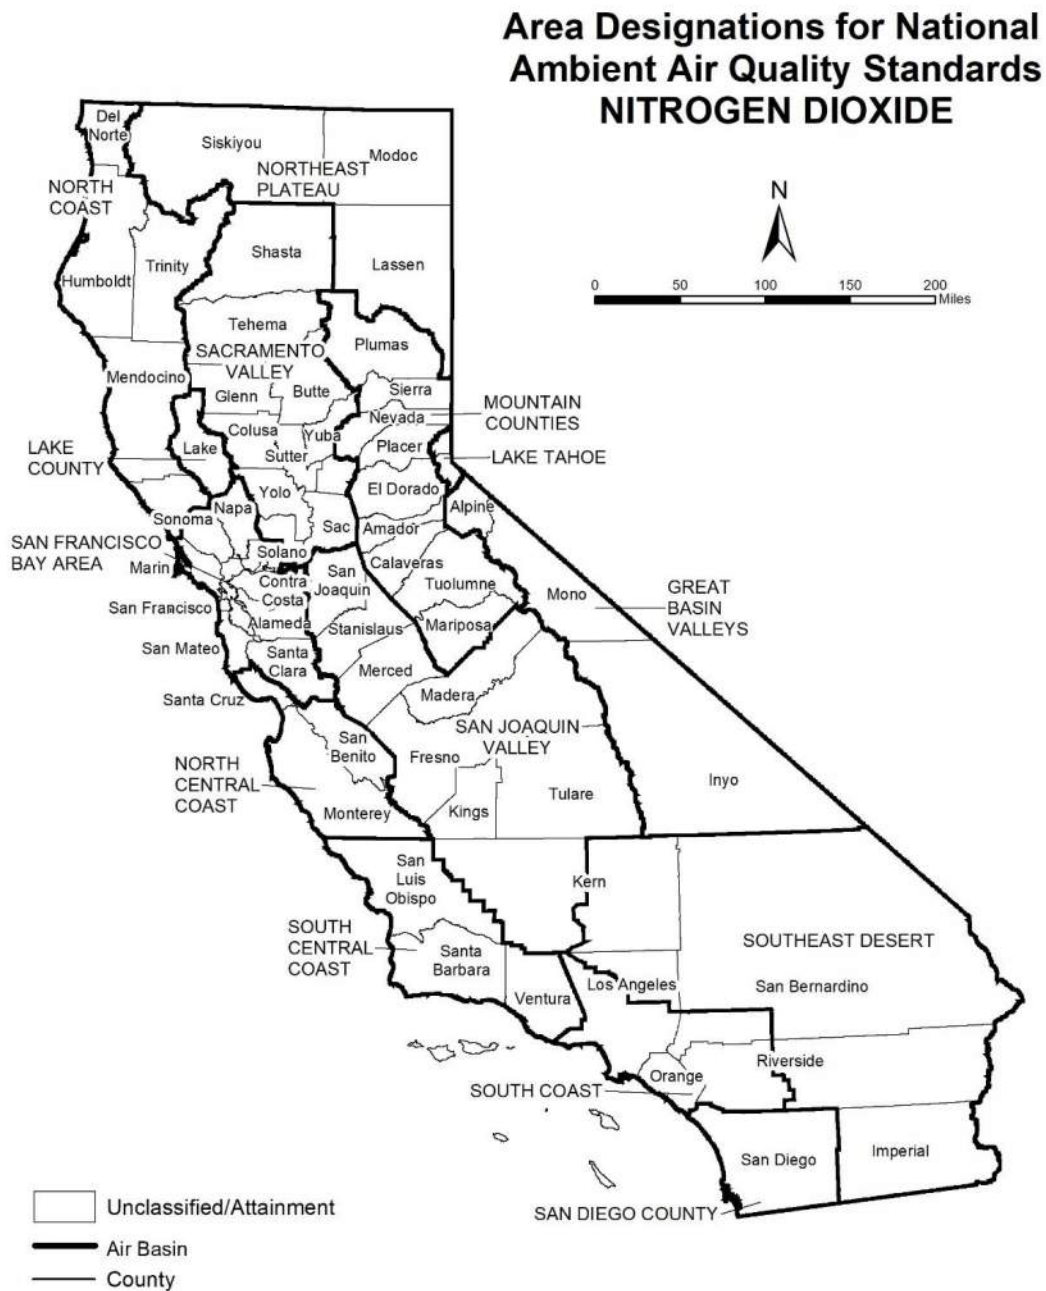 Area Designations for National
Ambient Air Quality Standards
NITROGEN DIOXIDE
N
0 50 100 150 200
Miles
Del
Norte
Siskiyou
Modoc
NORTHEAST
PLATEAU
NORTH
COAST
Shasta
Trinity
Lassen
Humboldt
Tehema
Plumas
SACRAMENTO
VALLEY
Mendocino
Sierra
Butte
Glenn
MOUNTAIN
COUNTIES
Nevada
Colusa
Yuba
Placer
LAKE
COUNTY
Lake
Sutter
LAKE TAHOE
El Dorado
Yolo
Napa
Alpine
Sonoma
Sac
Amador
SAN FRANCISCO
BAY AREA
Solano
Calaveras
Marin
San
Joaquin
Contra
Costa
Tuolumne
Mono
GREAT
BASIN
VALLEYS
San Francisco
Alameda
Stanislaus
Mariposa
San Mateo
Santa
Clara
Merced
Santa Cruz
Madera
SAN JOAQUIN
VALLEY
San
Benito
Fresno
NORTH
CENTRAL
COAST
Inyo
Tulare
Monterey
Kings
San
Luis
Obispo
Kern
SOUTH
CENTRAL
COAST
SOUTHEAST DESERT
Santa
Barbara
Los Angeles
San Bernardino
Ventura
Riverside
Orange
SOUTH COAST
San Diego
Imperial
SAN DIEGO COUNTY
Unclassified/Attainment
Air Basin
County